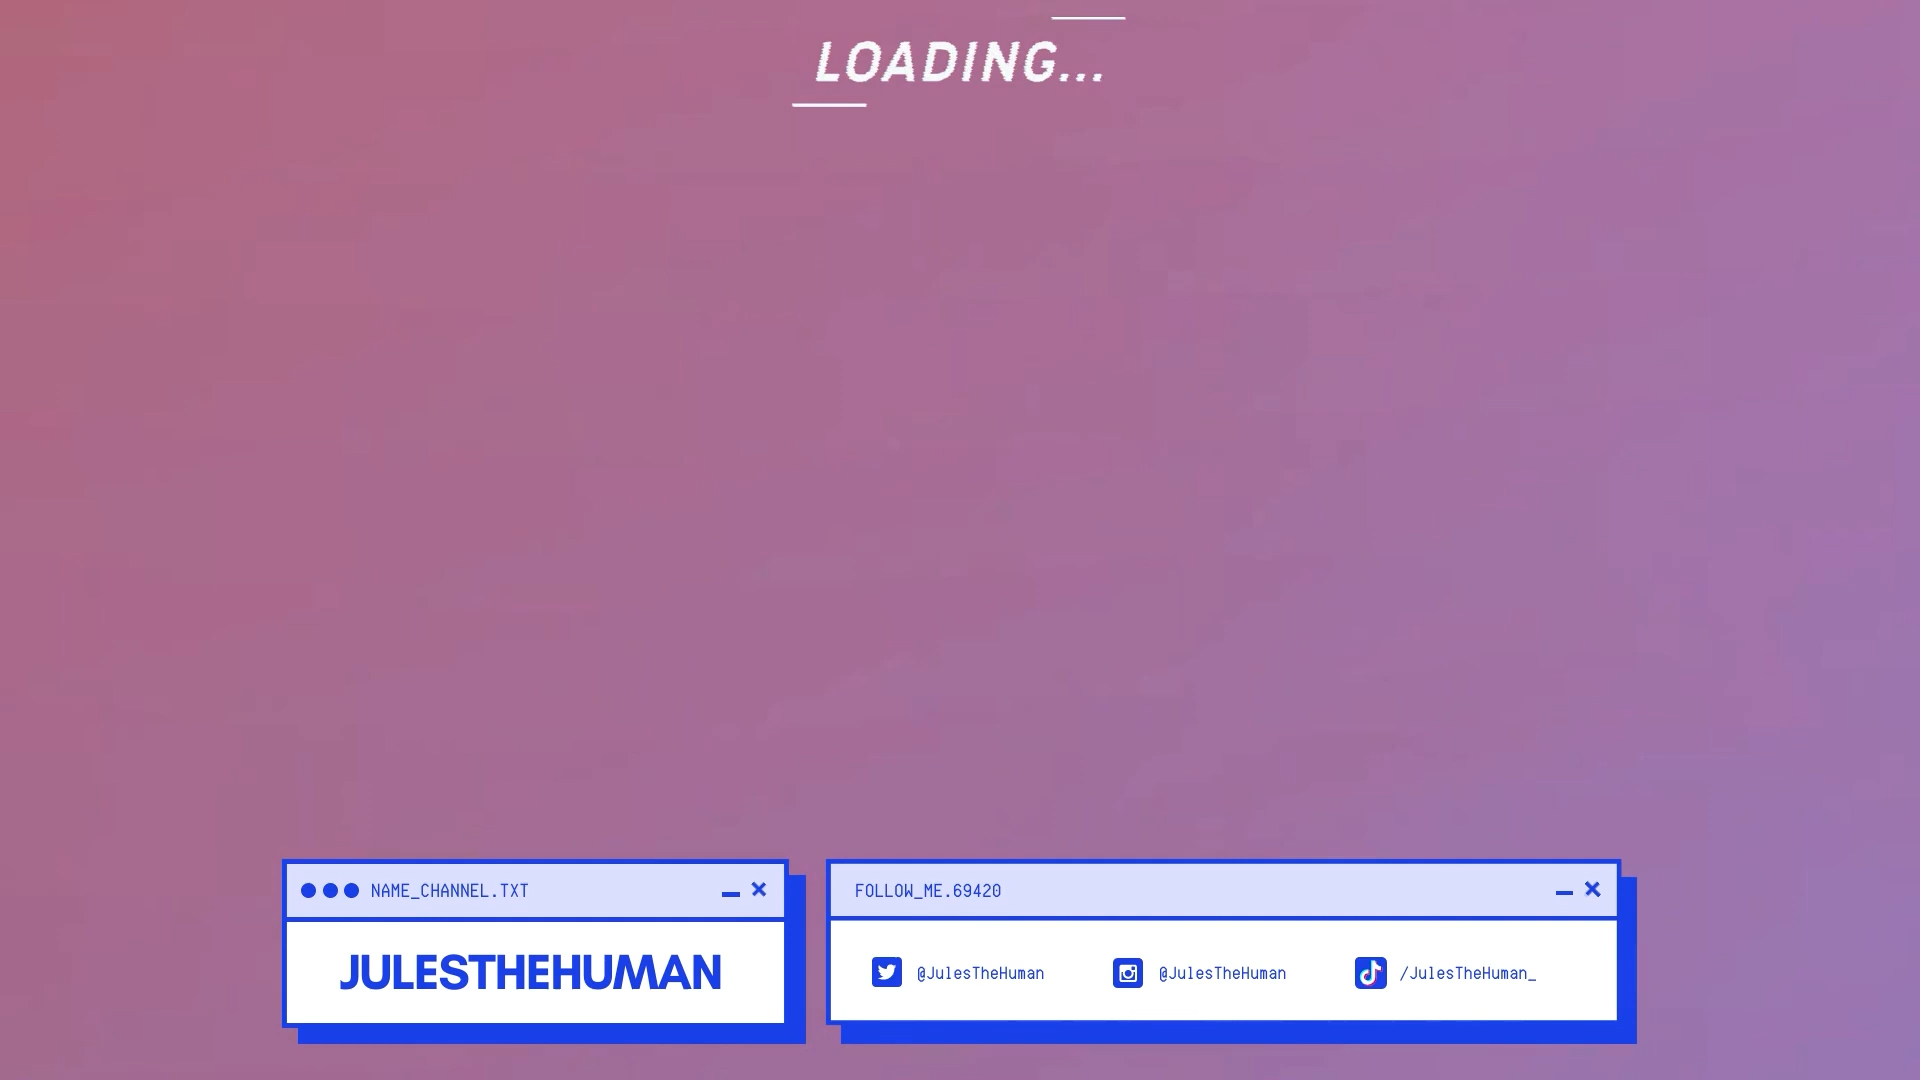 LOADING...
NAME_CHANNEL.TXT
JULESTHEHUMAN
FOLLOW_ME.69420
@JulesTheHuman
@JulesTheHuman
/JulesTheHuman_